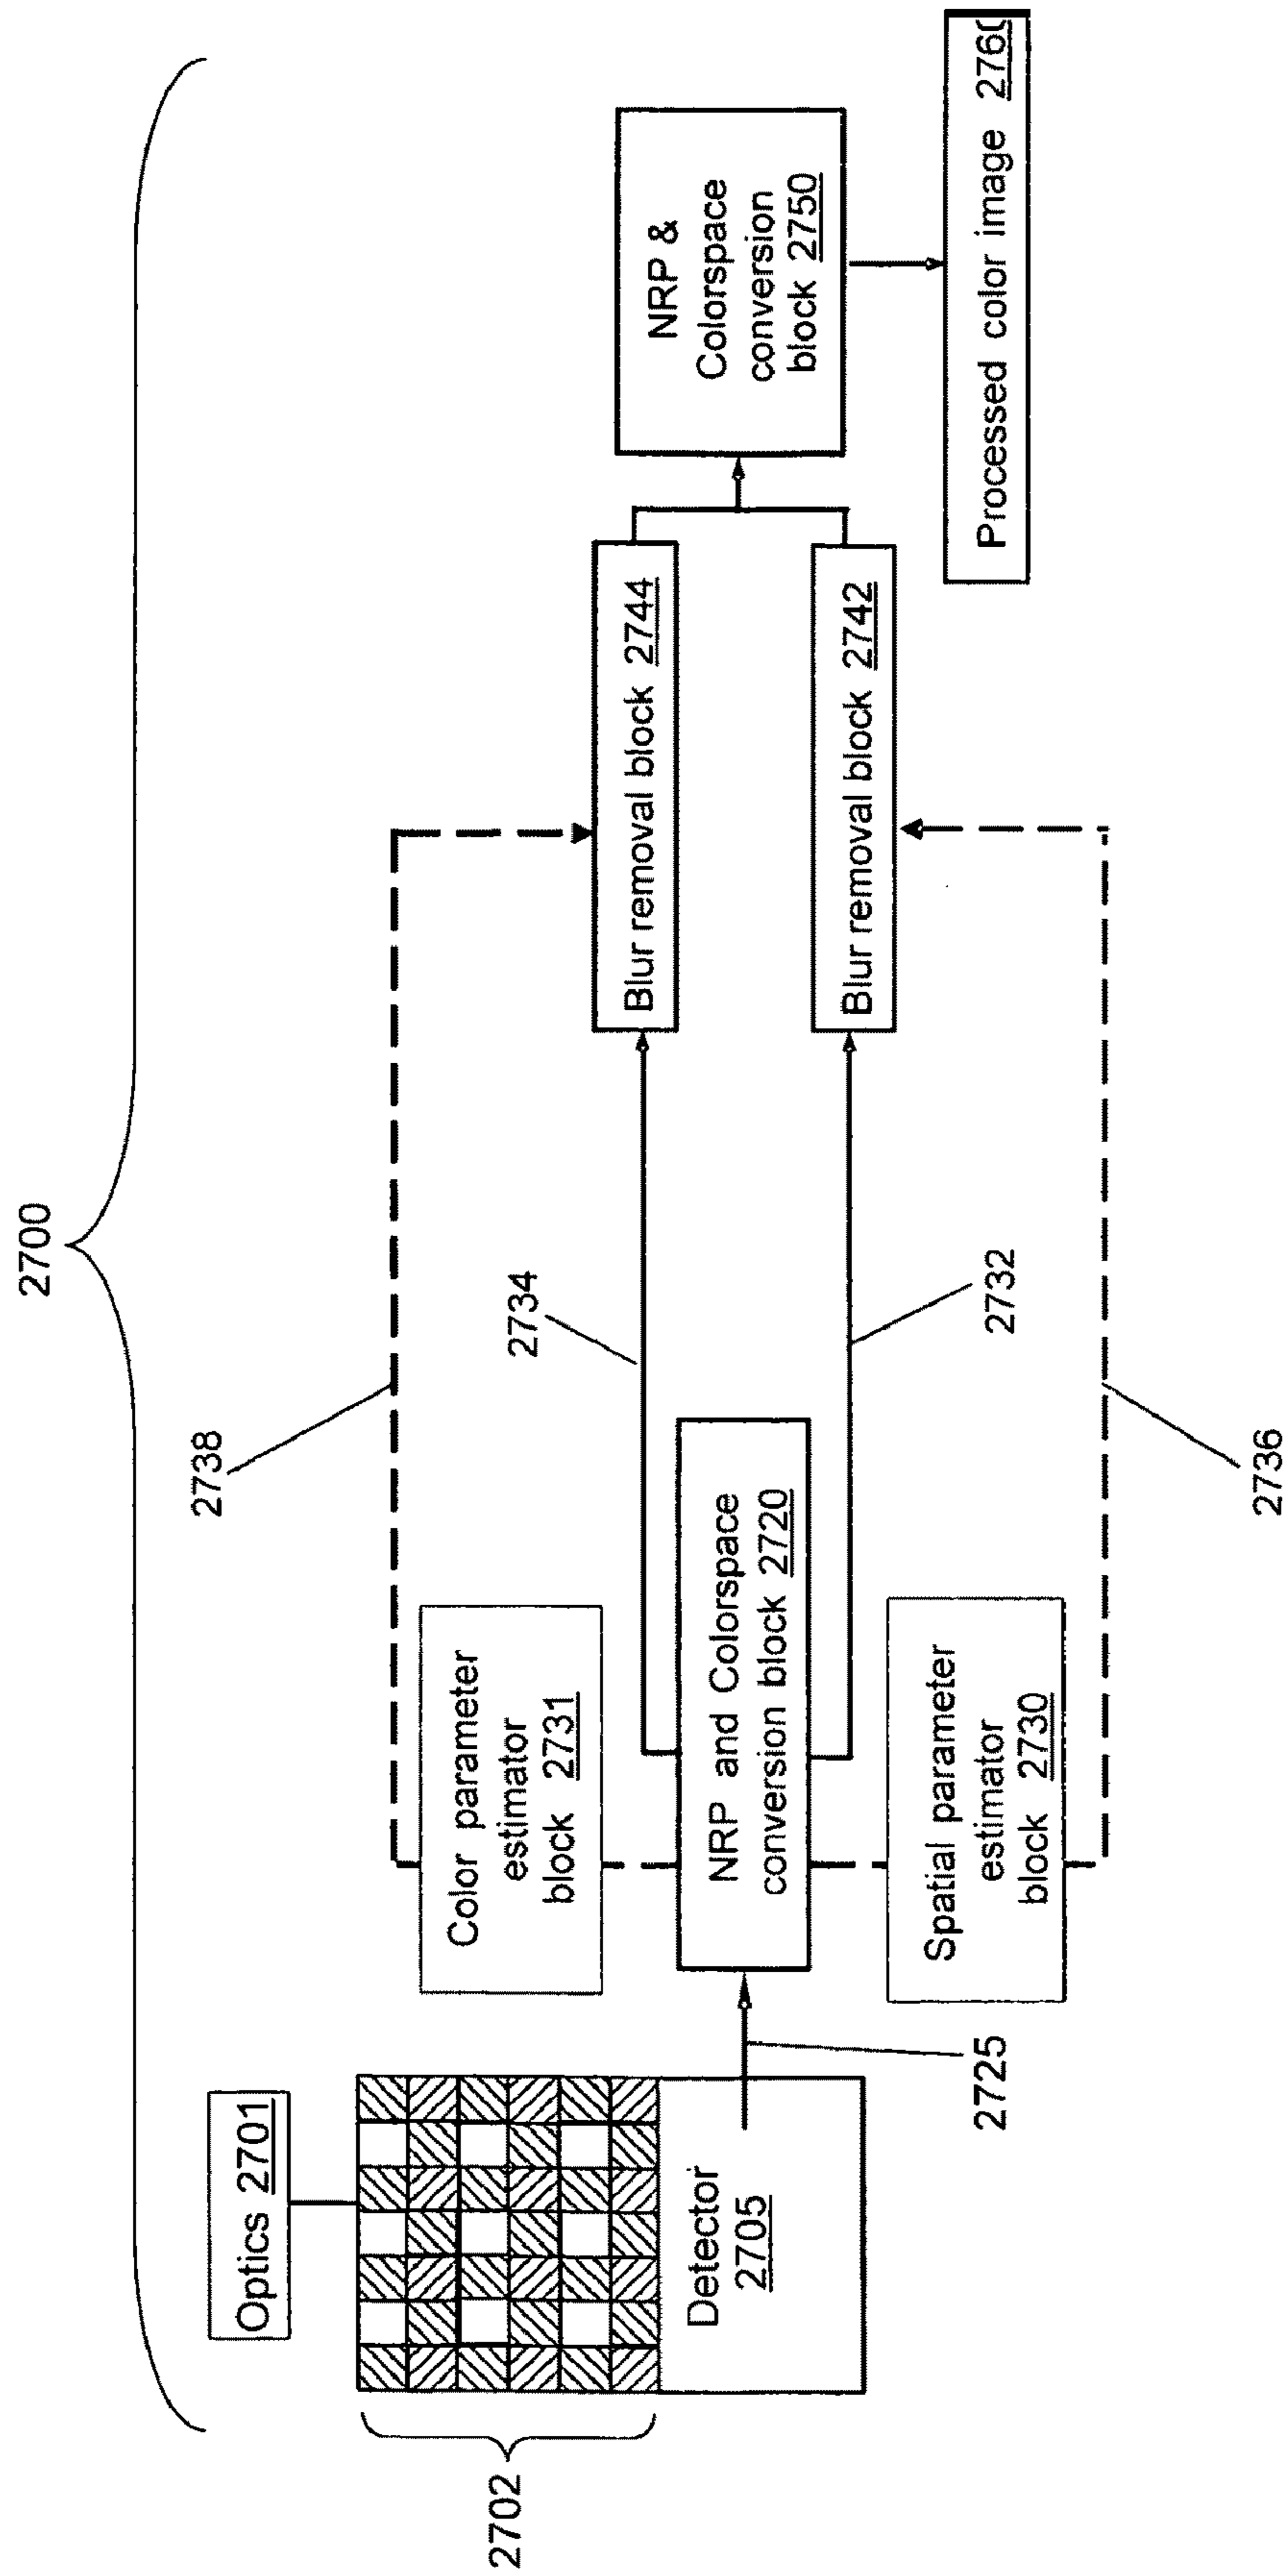 2700
Optics 2701
2702
Detector
2705
2725
Color parameter
estimator
block 2731
NRP and Colorspace
conversion block 2720
Spatial parameter
estimator
block 2730
2738
2734
2732
2736
Blur removal block 2744
Blur removal block 2742
NRP &
Colorspace
conversion
block 2750
Processed color image 2760